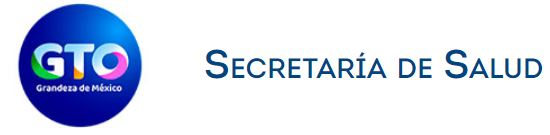 GTO
Grandeza de México
Secretaría de Salud